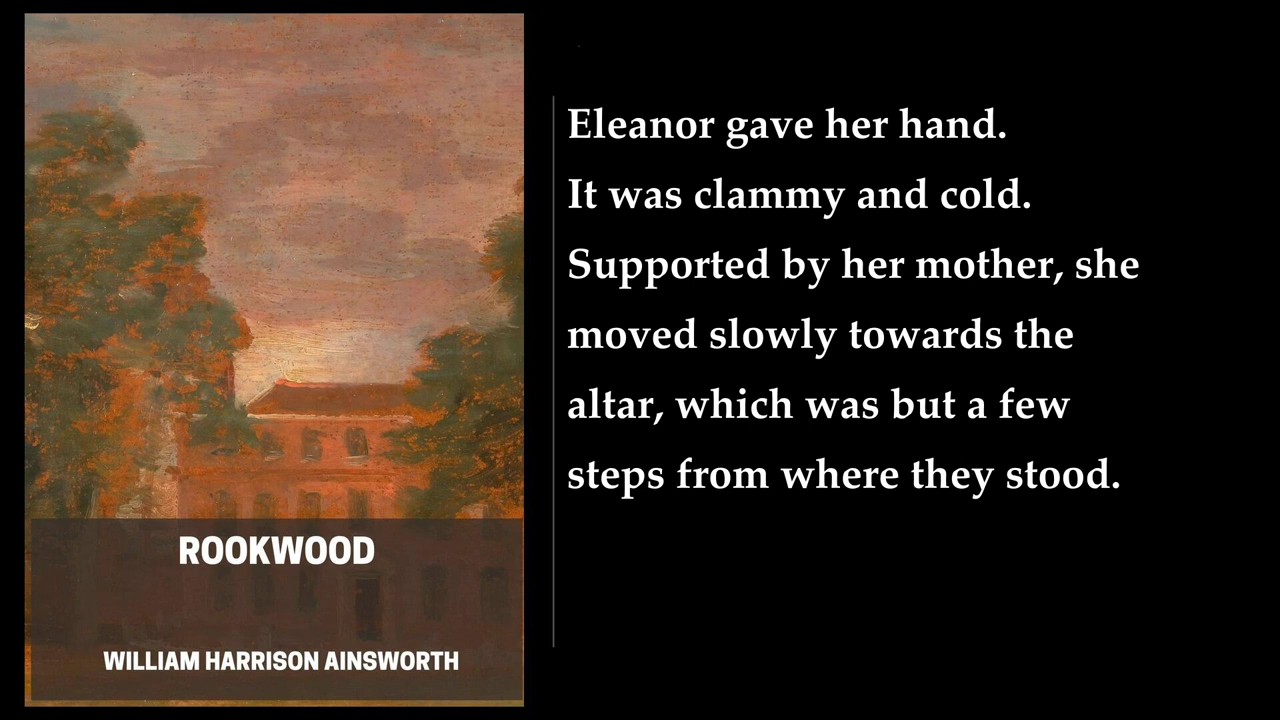 Eleanor gave her hand.
It was clammy and cold.
Supported by her mother, she
moved slowly towards the
altar, which was but a few
steps from where they stood.
ROOKWOOD
WILLIAM HARRISON AINSWORTH